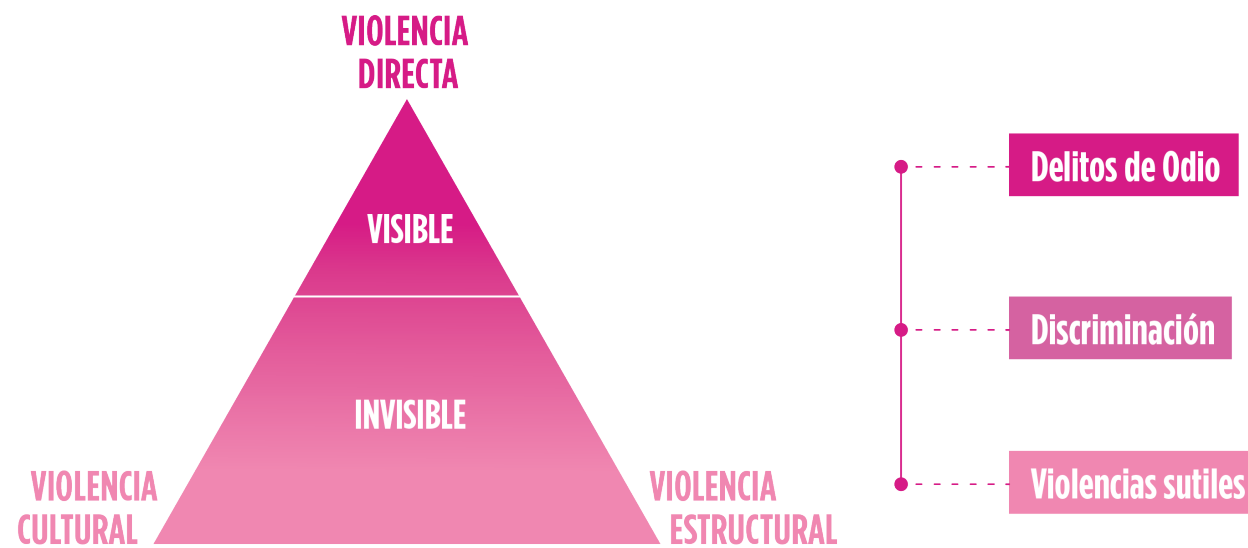 VIOLENCIA
DIRECTA
VISIBLE
INVISIBLE
VIOLENCIA
CULTURAL
VIOLENCIA
ESTRUCTURAL
Delitos de Odio
Discriminación
Violencias sutiles